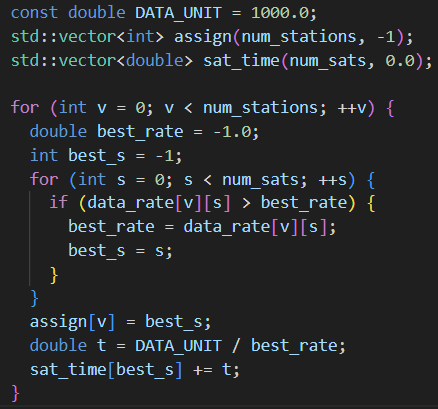 const double DATA_UNIT = 1000.0;
std::vector<int> assign(num_stations, -1);
std::vector<double> sat_time(num_sats, 0.0);

for (int v = 0; v < num_stations; ++v) {
  double best_rate = -1.0;
  int best_s = -1;
  for (int s = 0; s < num_sats; ++s) {
    if (data_rate[v][s] > best_rate) {
      best_rate = data_rate[v][s];
      best_s = s;
    }
  }
  assign[v] = best_s;
  double t = DATA_UNIT / best_rate;
  sat_time[best_s] += t;
}